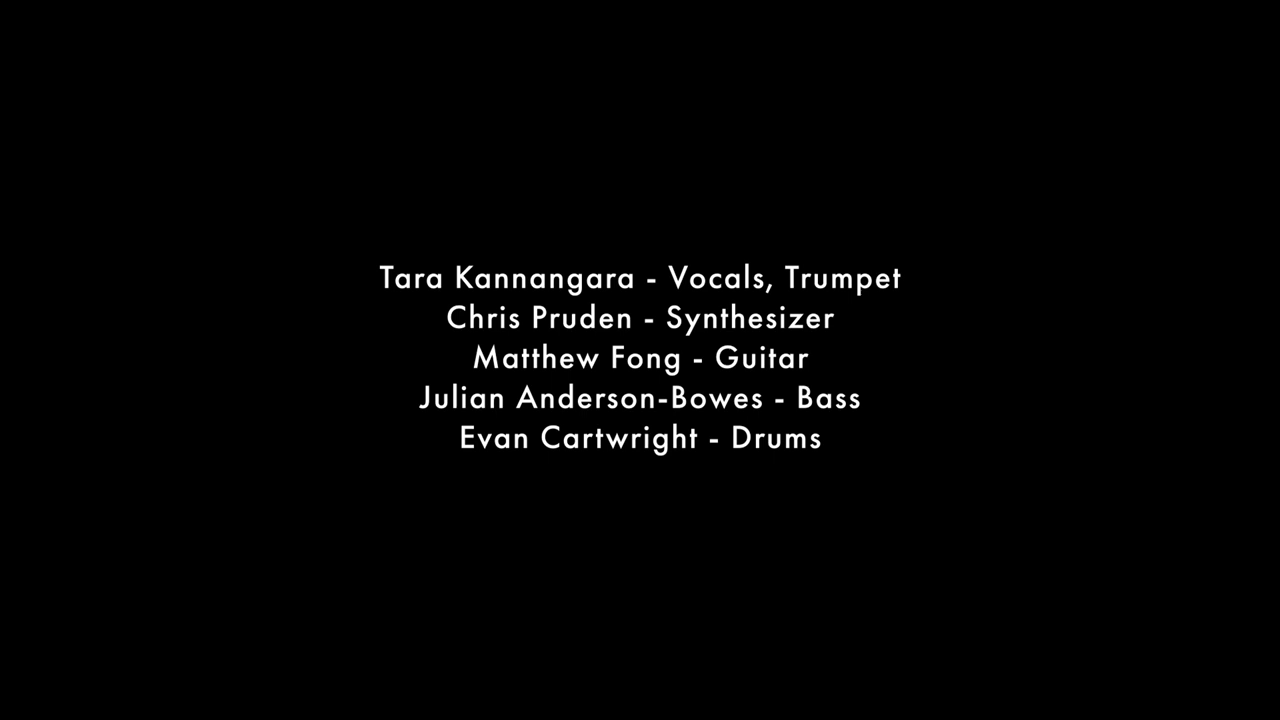 Tara Kannangara - Vocals, Trumpet
Chris Pruden - Synthesizer
Matthew Fong - Guitar
Julian Anderson-Bowes - Bass
Evan Cartwright - Drums